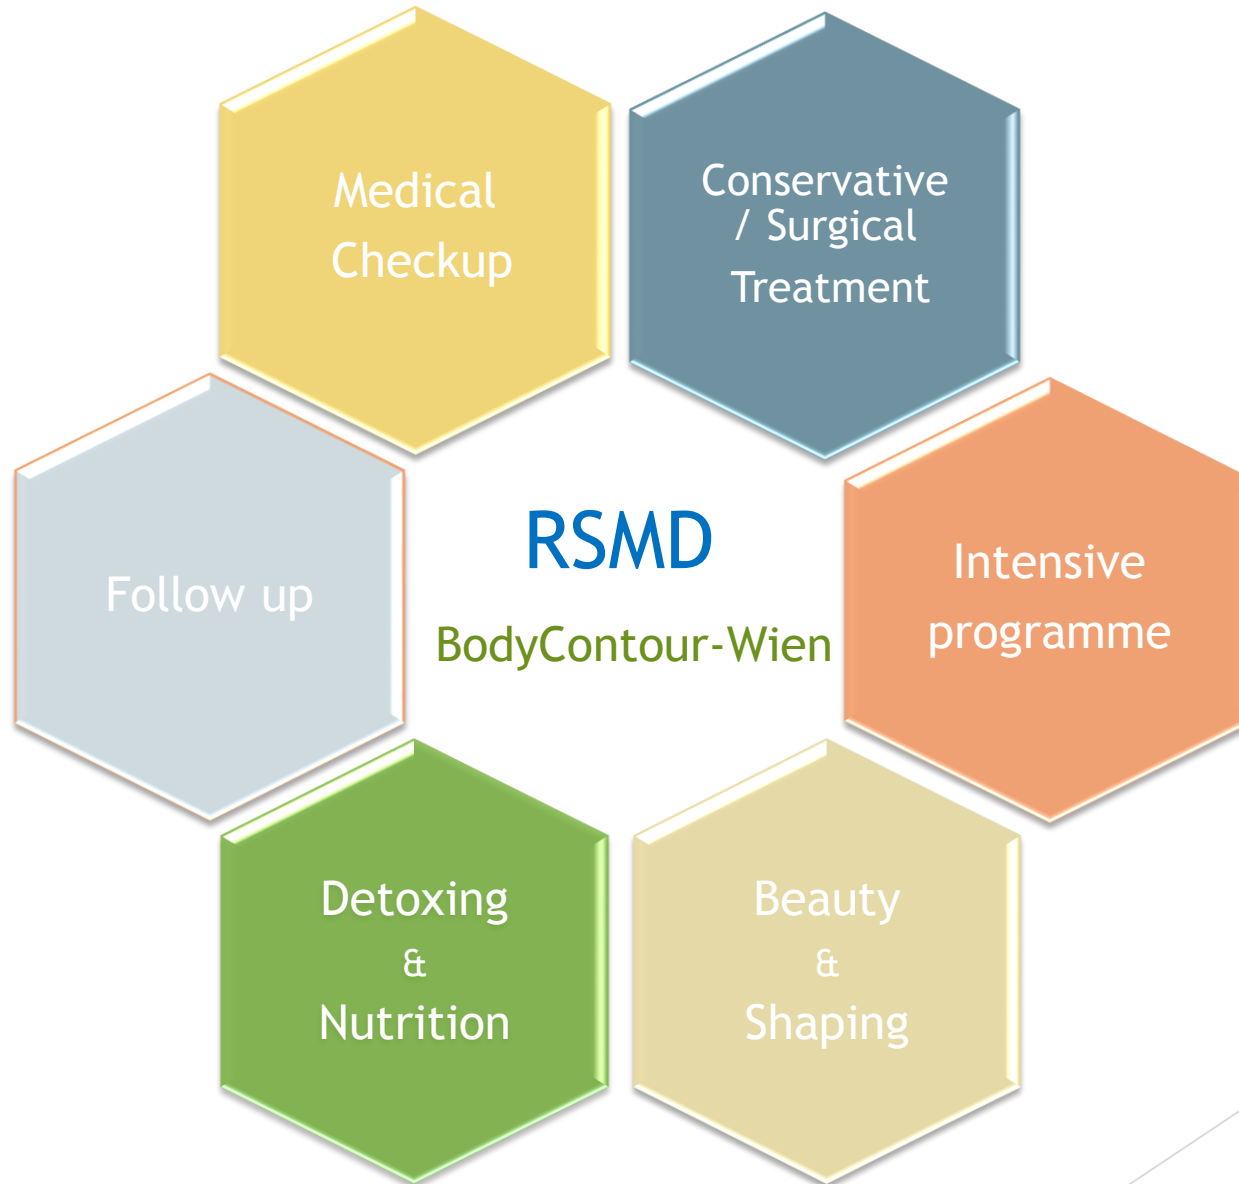 Medical
Checkup
Conservative
/ Surgical
Treatment
Follow up
RSMD
BodyContour-Wien
Intensive
programme
Detoxing
&
Nutrition
Beauty
&
Shaping